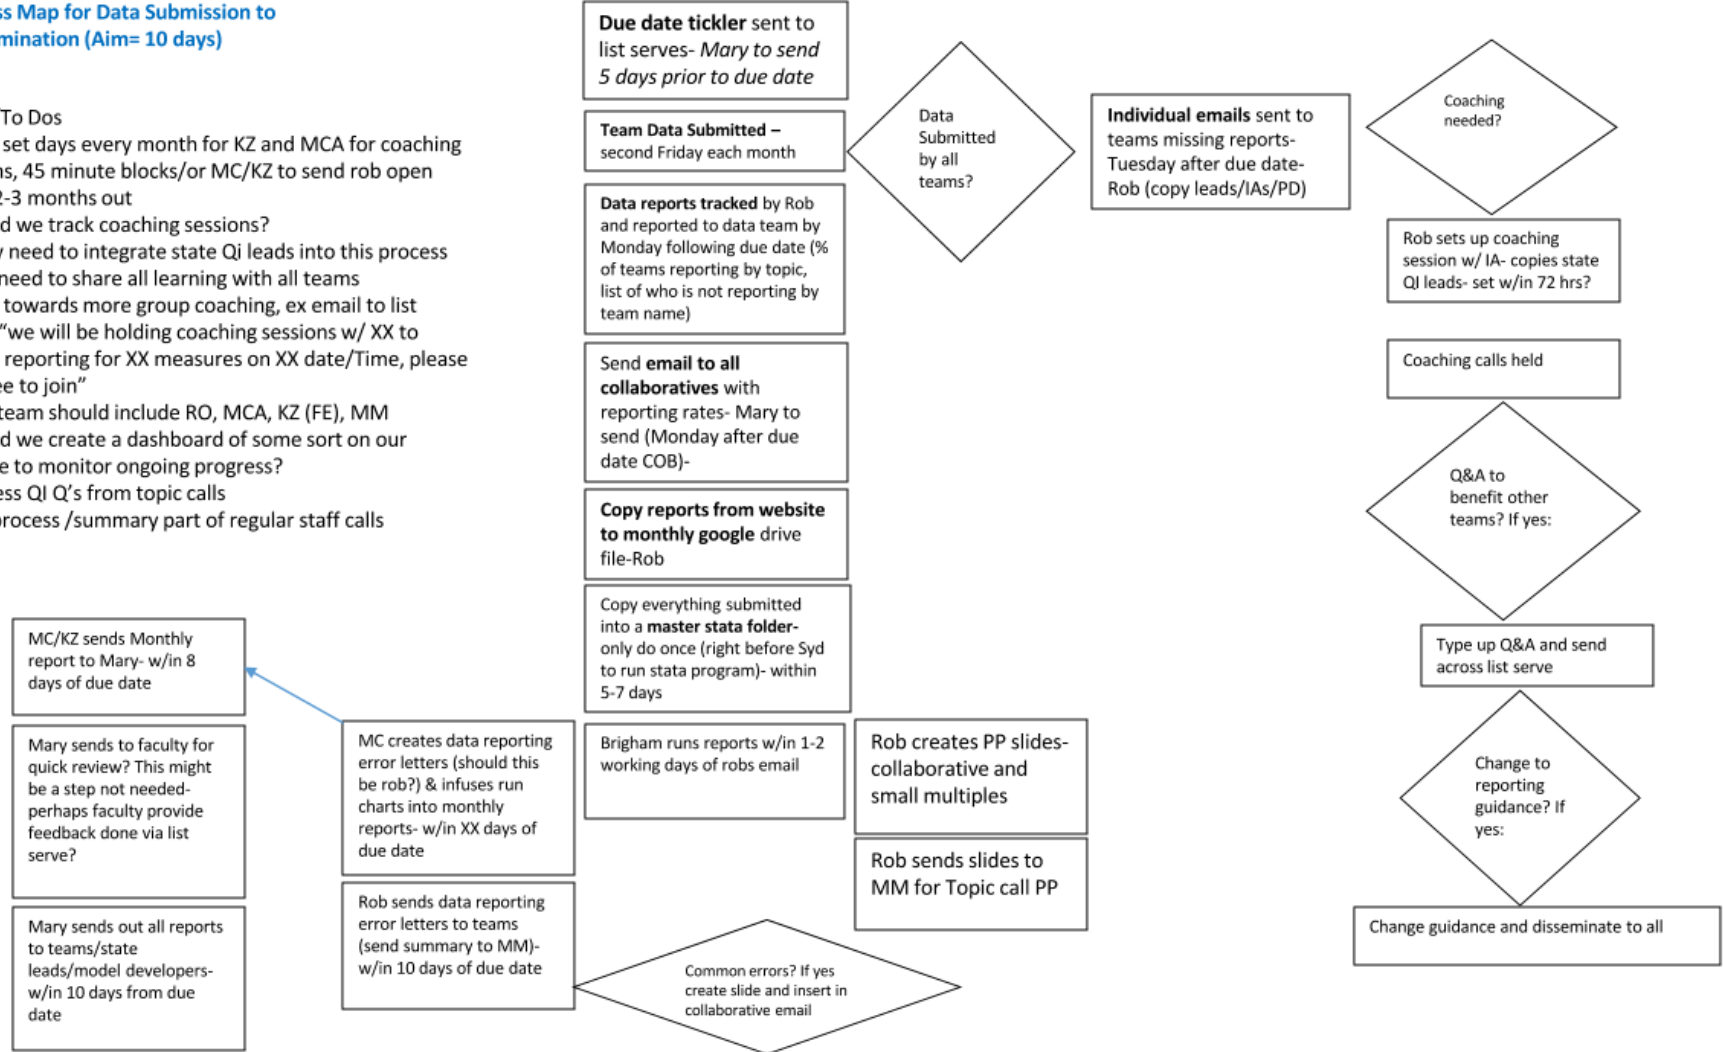 ss Map for Data Submission to
mination (Aim= 10 days)
/To Dos
set days every month for KZ and MCA for coaching
ns, 45 minute blocks/or MC/KZ to send rob open
2-3 months out
d we track coaching sessions?
y need to integrate state Qi leads into this process
need to share all learning with all teams
towards more group coaching, ex email to list
“we will be holding coaching sessions w/ XX to
reporting for XX measures on XX date/Time, please
ee to join”
team should include RO, MCA, KZ (FE), MM
d we create a dashboard of some sort on our
e to monitor ongoing progress?
ess QI Q’s from topic calls
process /summary part of regular staff calls
Due date tickler sent to
list serves- Mary to send
5 days prior to due date
Team Data Submitted –
second Friday each month
Data reports tracked by Rob
and reported to data team by
Monday following due date (%
of teams reporting by topic,
list of who is not reporting by
team name)
Send email to all
collaboratives with
reporting rates- Mary to
send (Monday after due
date COB)-
Copy reports from website
to monthly google drive
file-Rob
Copy everything submitted
into a master stata folder-
only do once (right before Syd
to run stata program)- within
5-7 days
Brigham runs reports w/in 1-2
working days of robs email
Data
Submitted
by all
teams?
Individual emails sent to
teams missing reports-
Tuesday after due date-
Rob (copy leads/IAs/PD)
Coaching
needed?
Rob sets up coaching
session w/ IA- copies state
QI leads- set w/in 72 hrs?
Coaching calls held
Q&A to
benefit other
teams? If yes:
Type up Q&A and send
across list serve
Change to
reporting
guidance? If
yes:
Change guidance and disseminate to all
Rob creates PP slides-
collaborative and
small multiples
Rob sends slides to
MM for Topic call PP
MC creates data reporting
error letters (should this
be rob?) & infuses run
charts into monthly
reports- w/in XX days of
due date
Rob sends data reporting
error letters to teams
(send summary to MM)-
w/in 10 days of due date
Common errors? If yes
create slide and insert in
collaborative email
MC/KZ sends Monthly
report to Mary- w/in 8
days of due date
Mary sends to faculty for
quick review? This might
be a step not needed-
perhaps faculty provide
feedback done via list
serve?
Mary sends out all reports
to teams/state
leads/model developers-
w/in 10 days from due
date